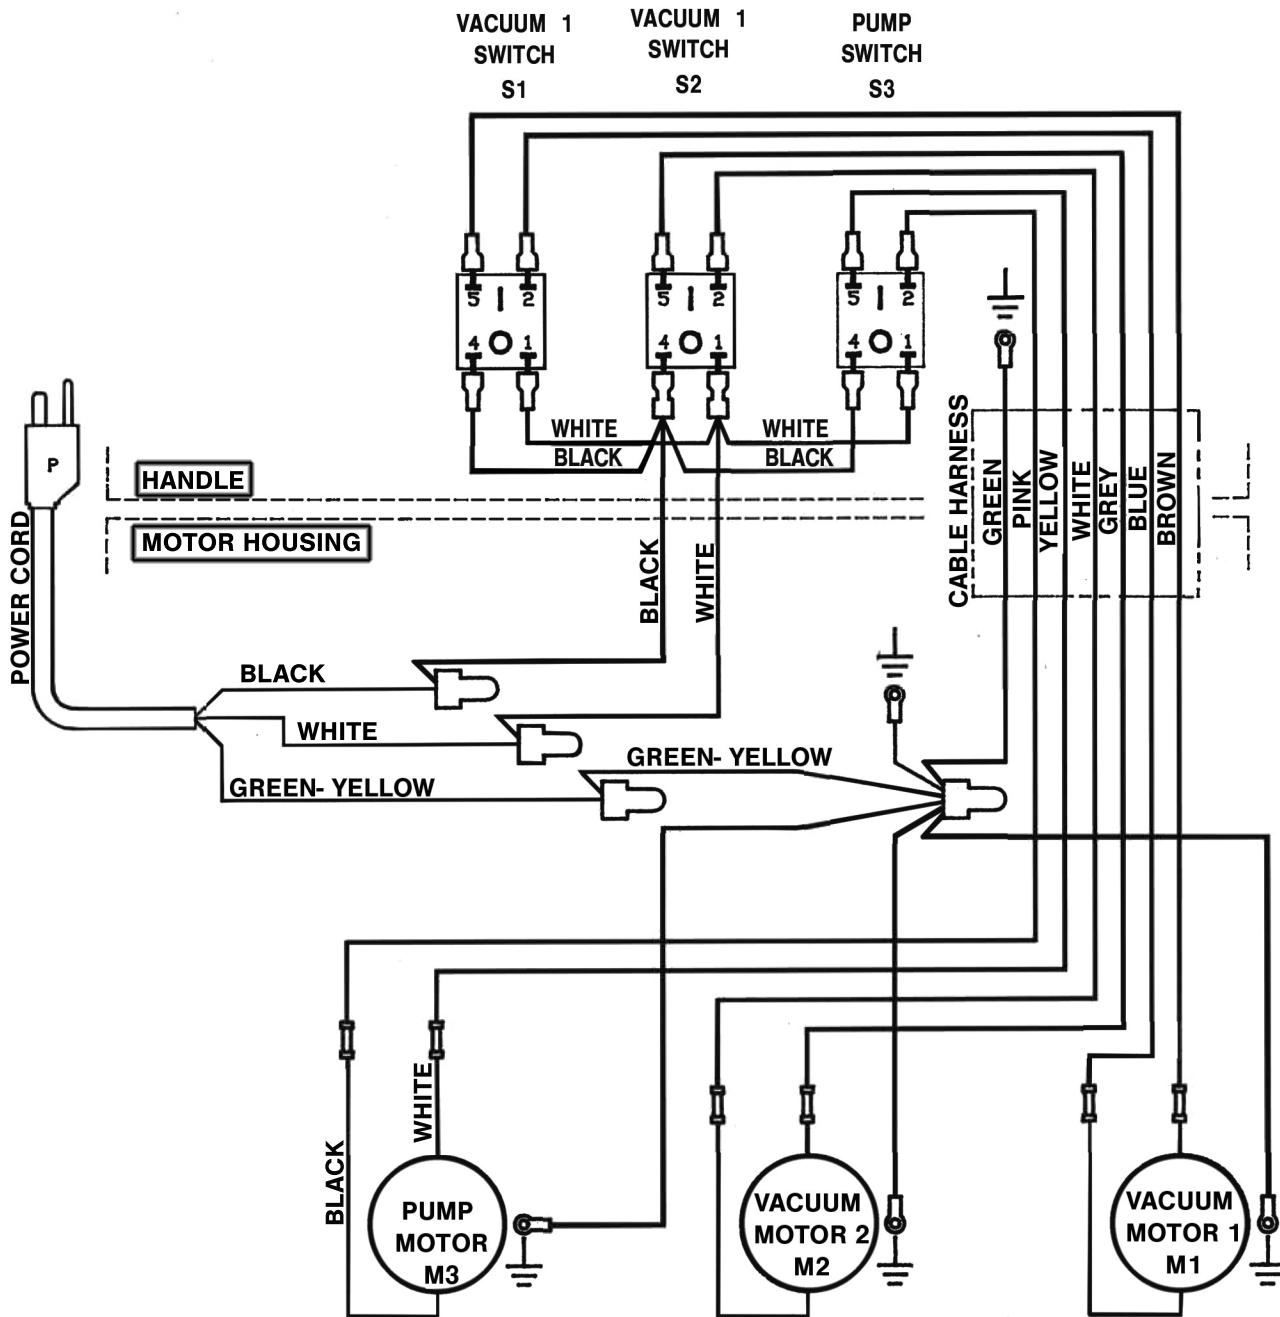 VACUUM 1
SWITCH
S1
VACUUM 1
SWITCH
S2
PUMP
SWITCH
S3
5 2
4 1
5 2
4 1
5 2
4 1
WHITE
BLACK
WHITE
BLACK
P
HANDLE
MOTOR HOUSING
POWER CORD
CABLE HARNESS
GREEN
PINK
YELLOW
WHITE
GREY
BLUE
BROWN
BLACK
WHITE
BLACK
WHITE
GREEN- YELLOW
GREEN- YELLOW
WHITE
BLACK
PUMP
MOTOR
M3
VACUUM
MOTOR 2
M2
VACUUM
MOTOR 1
M1